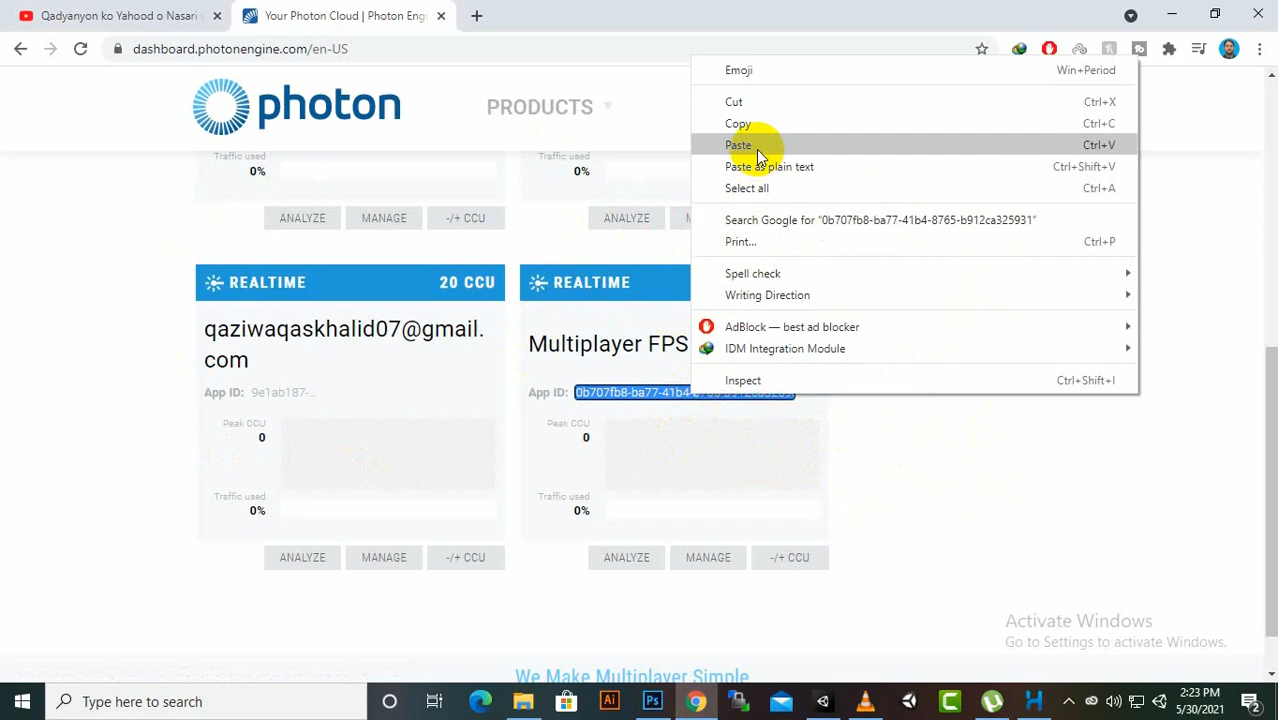 Qadyanyon ko Yahood o Nasari s
Your Photon Cloud | Photon Engi
dashboard.photonengine.com/en-US
photon
PRODUCTS
Emoji Win+Period
Cut Ctrl+X
Copy Ctrl+C
Paste Ctrl+V
Paste as plain text Ctrl+Shift+V
Select all Ctrl+A
Search Google for “0b707fb8-ba77-41b4-8765-b912ca325931”
Print... Ctrl+P
Spell check
Writing Direction
AdBlock — best ad blocker
IDM Integration Module
Inspect Ctrl+Shift+I
Traffic used
0%
Traffic used
0%
ANALYZE MANAGE -/+ CCU
ANALYZE
REALTIME 20 CCU
qaziwaqaskhalid07@gmail.
com
App ID: 9e1ab187-...
Peak CCU
0
Traffic used
0%
ANALYZE MANAGE -/+ CCU
REALTIME
Multiplayer FPS
App ID: 0b707fb8-ba77-41b4-
Peak CCU
0
Traffic used
0%
ANALYZE MANAGE -/+ CCU
We Make Multiplayer Simple
Activate Windows
Go to Settings to activate Windows.
Type here to search
2:23 PM
5/30/2021
2